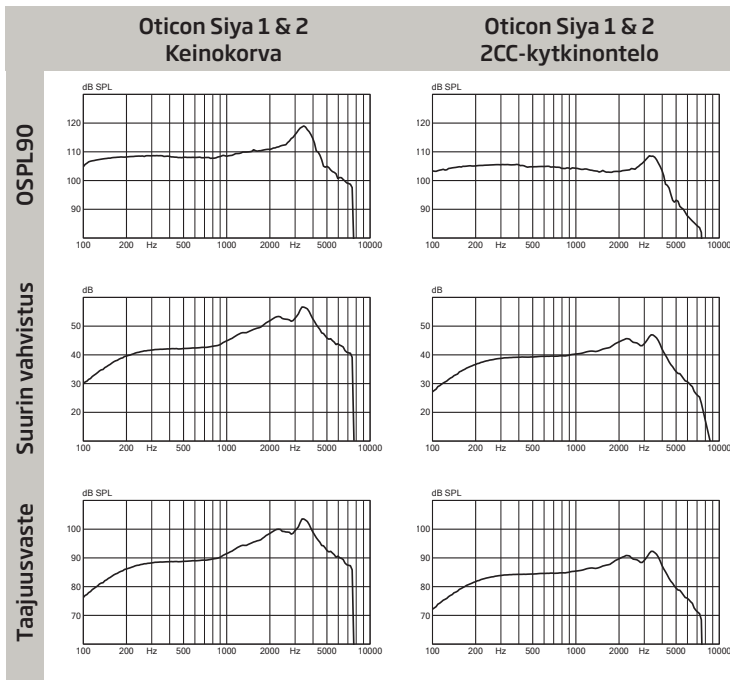 Oticon Siya 1 & 2
Keinokorva
Oticon Siya 1 & 2
2CC-kytkinontelo
OSPL90
dB SPL
120
110
100
90
100 200 Hz 500 1000 2000 Hz 5000 10000
dB SPL
120
110
100
90
100 200 Hz 500 1000 2000 Hz 5000 10000
Suurin vahvistus
dB
50
40
30
20
100 200 Hz 500 1000 2000 Hz 5000 10000
dB
50
40
30
20
100 200 Hz 500 1000 2000 Hz 5000 10000
Taajuusvaste
dB SPL
100
90
80
70
100 200 Hz 500 1000 2000 Hz 5000 10000
dB SPL
100
90
80
70
100 200 Hz 500 1000 2000 Hz 5000 10000